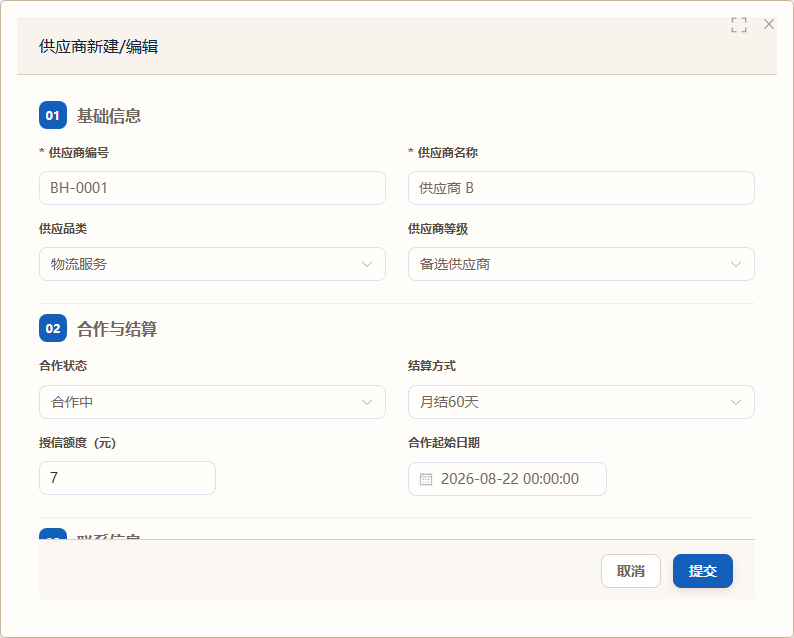 供应商新建/编辑
01 基础信息
* 供应商编号
* 供应商名称
BH-0001
供应商 B
供应品类
供应商等级
物流服务
备选供应商
02 合作与结算
合作状态
结算方式
合作中
月结60天
授信额度（元）
合作起始日期
7
2026-08-22 00:00:00
联系信息
取消
提交